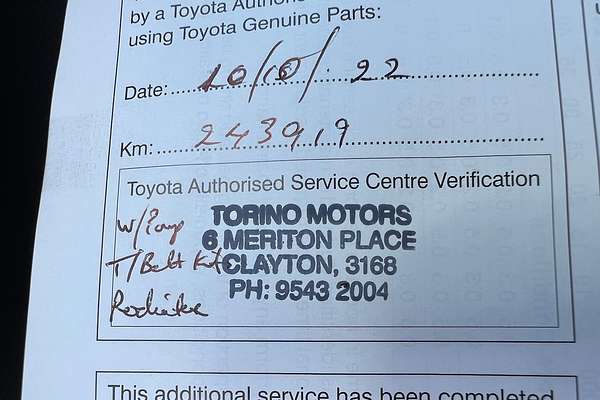 by a Toyota Authoris
using Toyota Genuine Parts:
Date: 10/10/.22
Km: 243919
Toyota Authorised Service Centre Verification
W/Pump TORINO MOTORS
6 MERITON PLACE
T/Belt Kit CLAYTON, 3168
Radiator PH: 9543 2004
This additional service has been completed